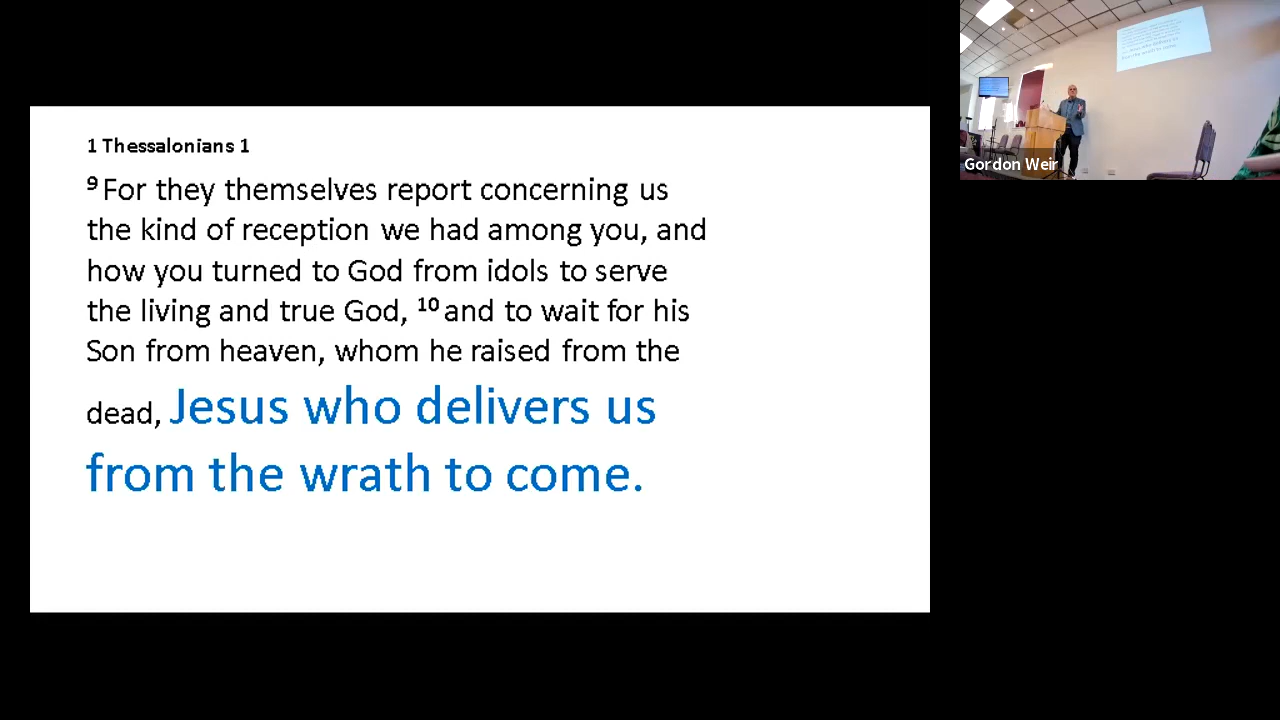 1 Thessalonians 1
9 For they themselves report concerning us
the kind of reception we had among you, and
how you turned to God from idols to serve
the living and true God, 10 and to wait for his
Son from heaven, whom he raised from the
dead, Jesus who delivers us
from the wrath to come.
Gordon Weir